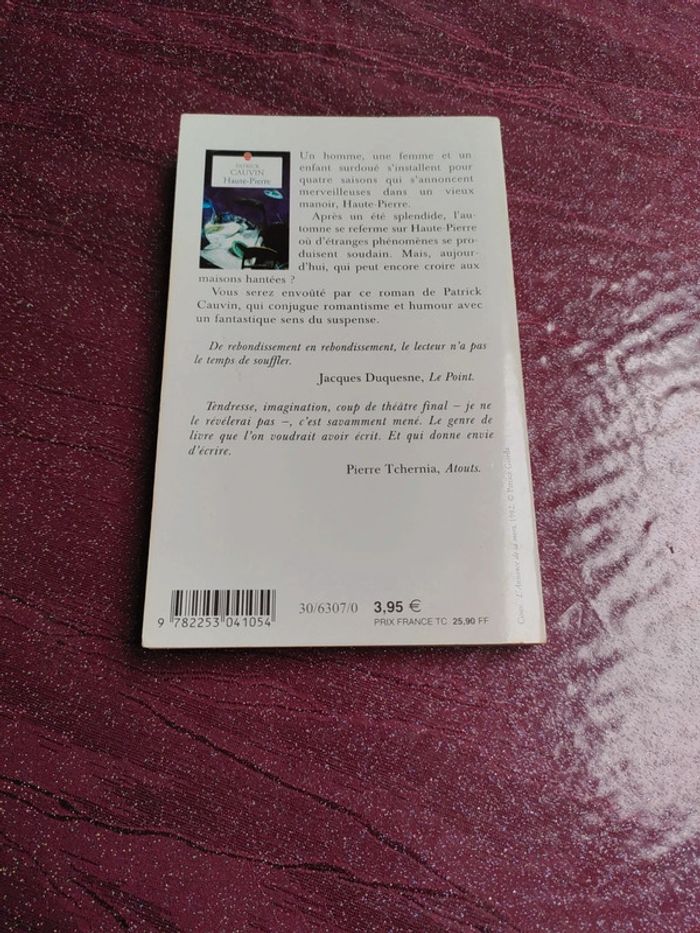 PATRICK
CAUVIN
Haute-Pierre
Un homme, une femme et un
enfant surdoué s'installent pour
quatre saisons qui s'annoncent
merveilleuses dans un vieux
manoir, Haute-Pierre.
Après un été splendide, l'au-
tomne se referme sur Haute-Pierre
où d'étranges phénomènes se pro-
duisent soudain. Mais, aujour-
d'hui, qui peut encore croire aux
maisons hantées ?
Vous serez envoûté par ce roman de Patrick
Cauvin, qui conjugue romantisme et humour avec
un fantastique sens du suspense.
De rebondissement en rebondissement, le lecteur n'a pas
le temps de souffler.
Jacques Duquesne, Le Point.
Tendresse, imagination, coup de théâtre final – je ne
le révélerai pas –, c'est savamment mené. Le genre de
livre que l'on voudrait avoir écrit. Et qui donne envie
d'écrire.
Pierre Tchernia, Atouts.
9 782253 041054
30/6307/0
3,95 €
PRIX FRANCE TC 25,90 FF
de la mort, 1982. © Patrice